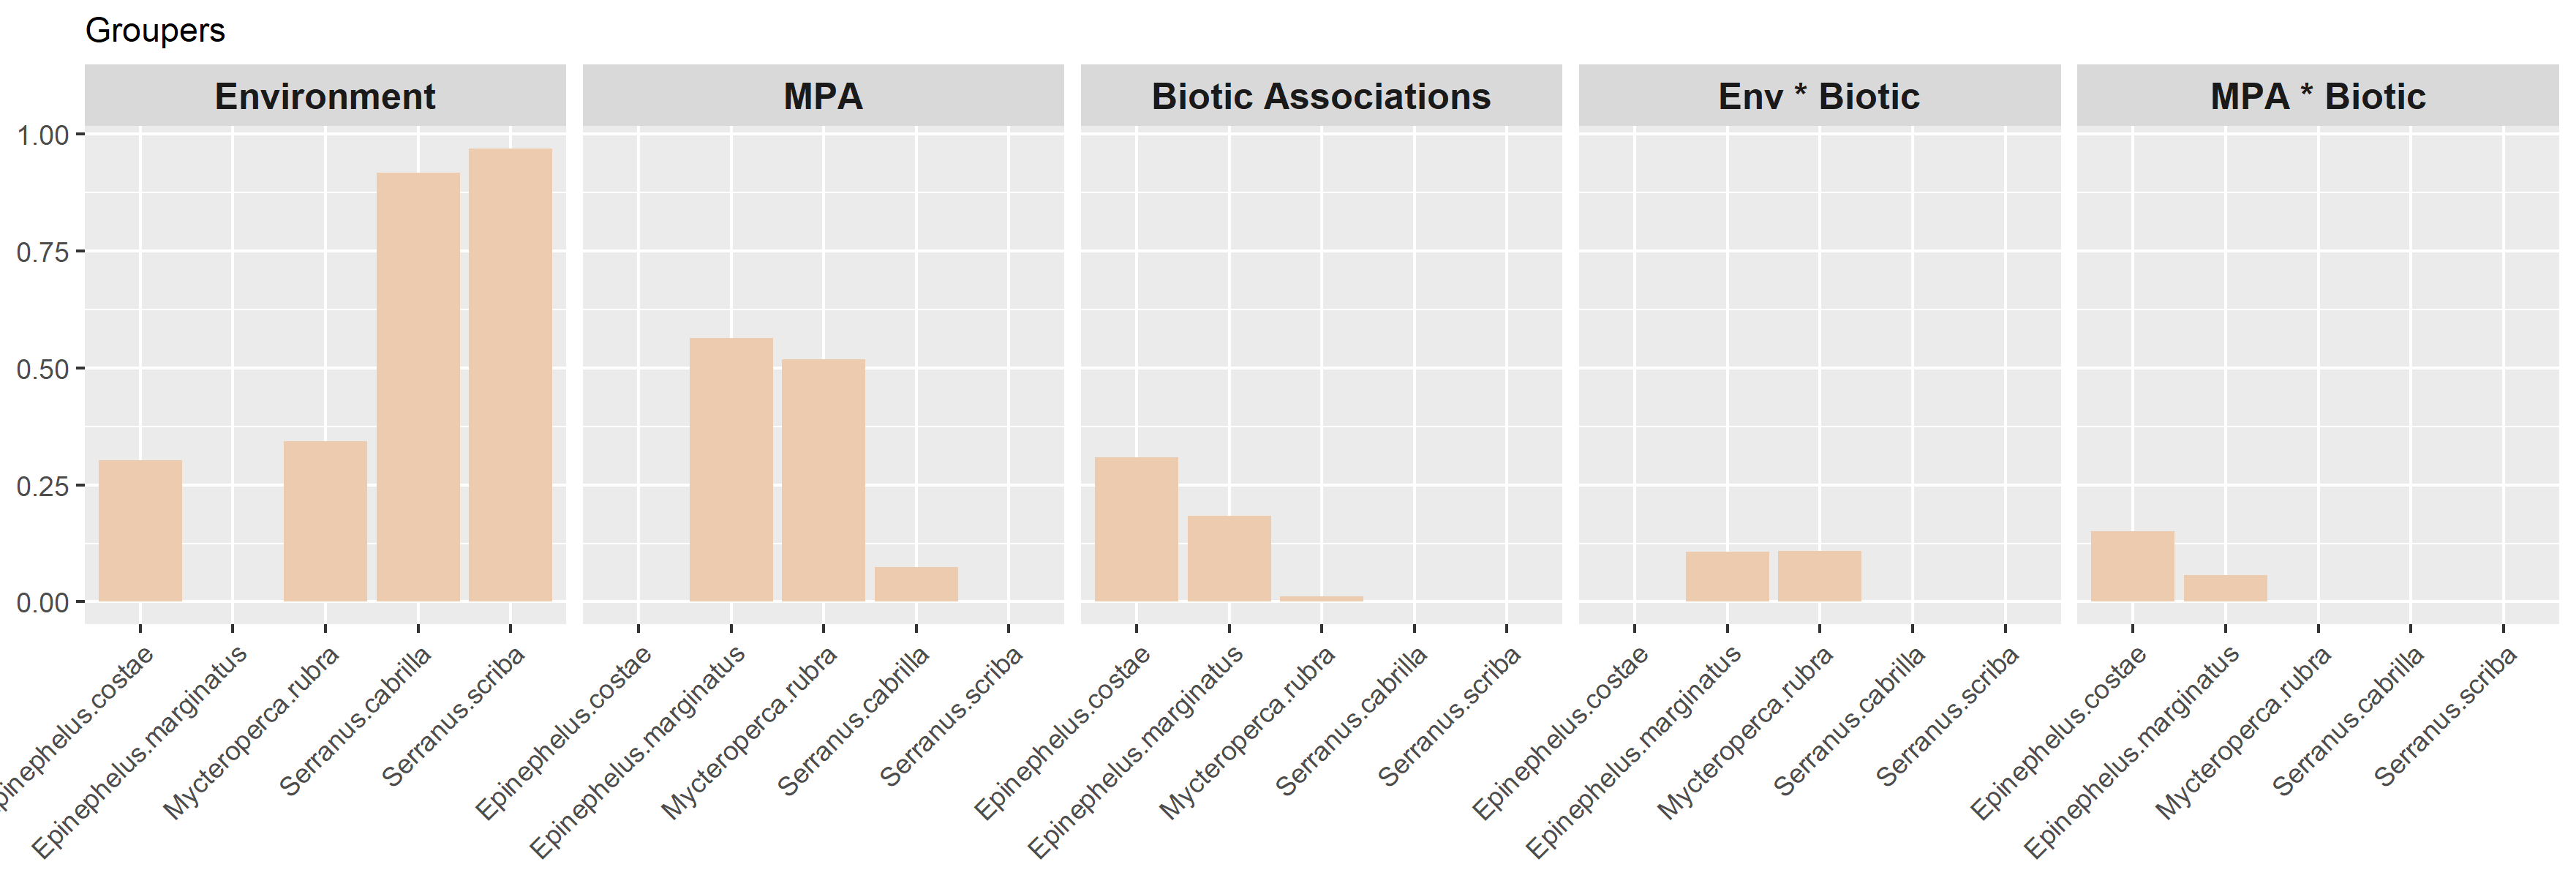 Groupers
Environment
MPA
Biotic Associations
Env * Biotic
MPA * Biotic
1.00
0.75
0.50
0.25
0.00
pinephelus.costae
Epinephelus.marginatus
Mycteroperca.rubra
Serranus.cabrilla
Serranus.scriba
Epinephelus.costae
Epinephelus.marginatus
Mycteroperca.rubra
Serranus.cabrilla
Serranus.scriba
Epinephelus.costae
Epinephelus.marginatus
Mycteroperca.rubra
Serranus.cabrilla
Serranus.scriba
Epinephelus.costae
Epinephelus.marginatus
Mycteroperca.rubra
Serranus.cabrilla
Serranus.scriba
Epinephelus.costae
Epinephelus.marginatus
Mycteroperca.rubra
Serranus.cabrilla
Serranus.scriba